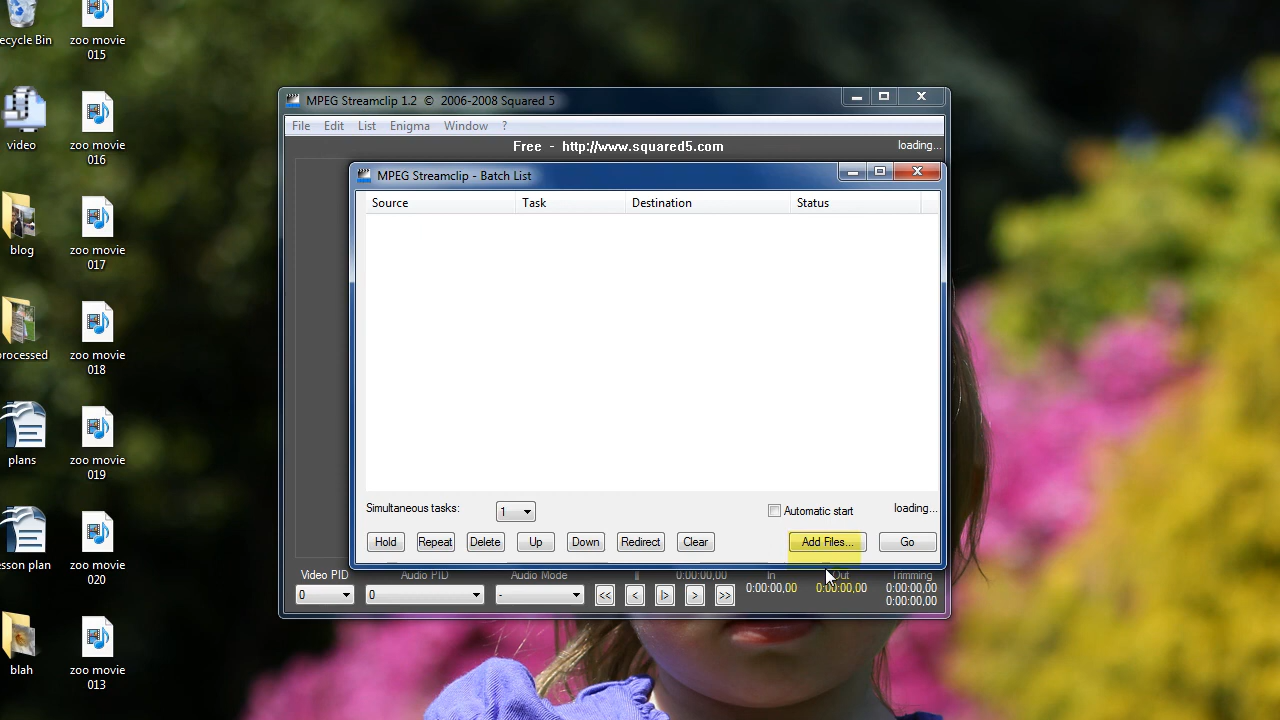 ecycle Bin
zoo movie
015
video
zoo movie
016
blog
zoo movie
017
processed
zoo movie
018
plans
zoo movie
019
esson plan
zoo movie
020
blah
zoo movie
013
MPEG Streamclip 1.2 © 2006-2008 Squared 5
File Edit List Enigma Window ?
Free - http://www.squared5.com
loading...
MPEG Streamclip - Batch List
Source Task Destination Status
Simultaneous tasks: 1
Automatic start
loading...
Hold Repeat Delete Up Down Redirect Clear Add Files... Go
Video PID Audio PID Audio Mode || 0:00:00,00 In Out Trimming
0 0 - << < |> > >> 0:00:00,00 0:00:00,00 0:00:00,00
0:00:00,00